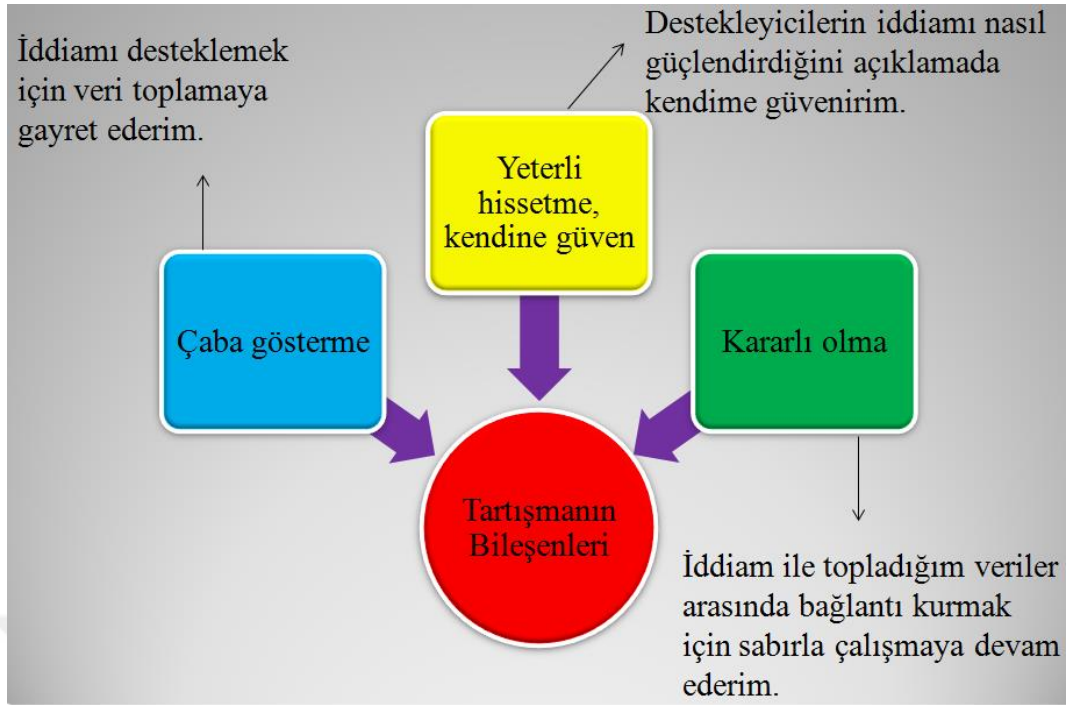 İddiamı desteklemek
için veri toplamaya
gayret ederim.
Destekleyicilerin iddiamı nasıl
güçlendirdiğini açıklamada
kendime güvenirim.
Yeterli
hissetme,
kendine güven
Çaba gösterme
Kararlı olma
Tartışmanın
Bileşenleri
İddiam ile topladığım veriler
arasında bağlantı kurmak
için sabırla çalışmaya devam
ederim.